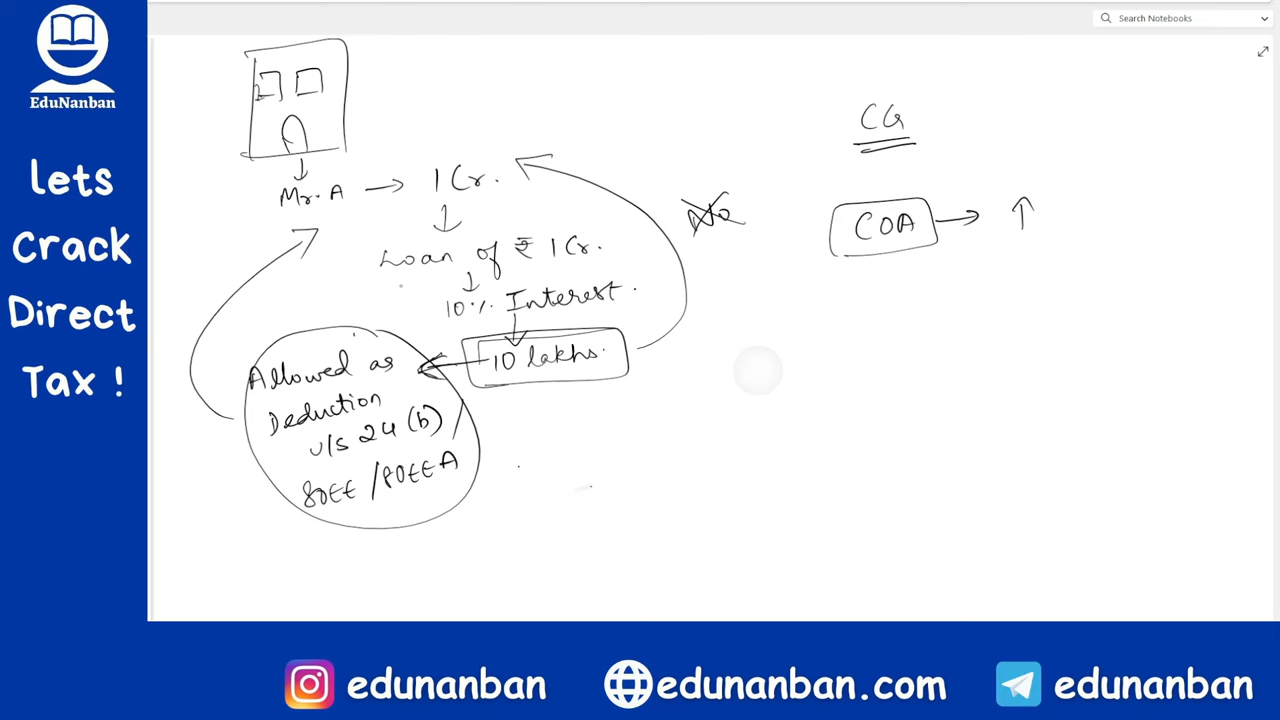 EduNanban
lets
Crack
Direct
Tax !
Search Notebooks
CG
Mr. A → 1 Cr.
No
COA → ↑
Loan of ₹ 1 Cr.
10% Interest.
10 lakhs.
Allowed as
Deduction
u/s 24 (b)
80EE / 80EEA
edunanban
edunanban.com
edunanban